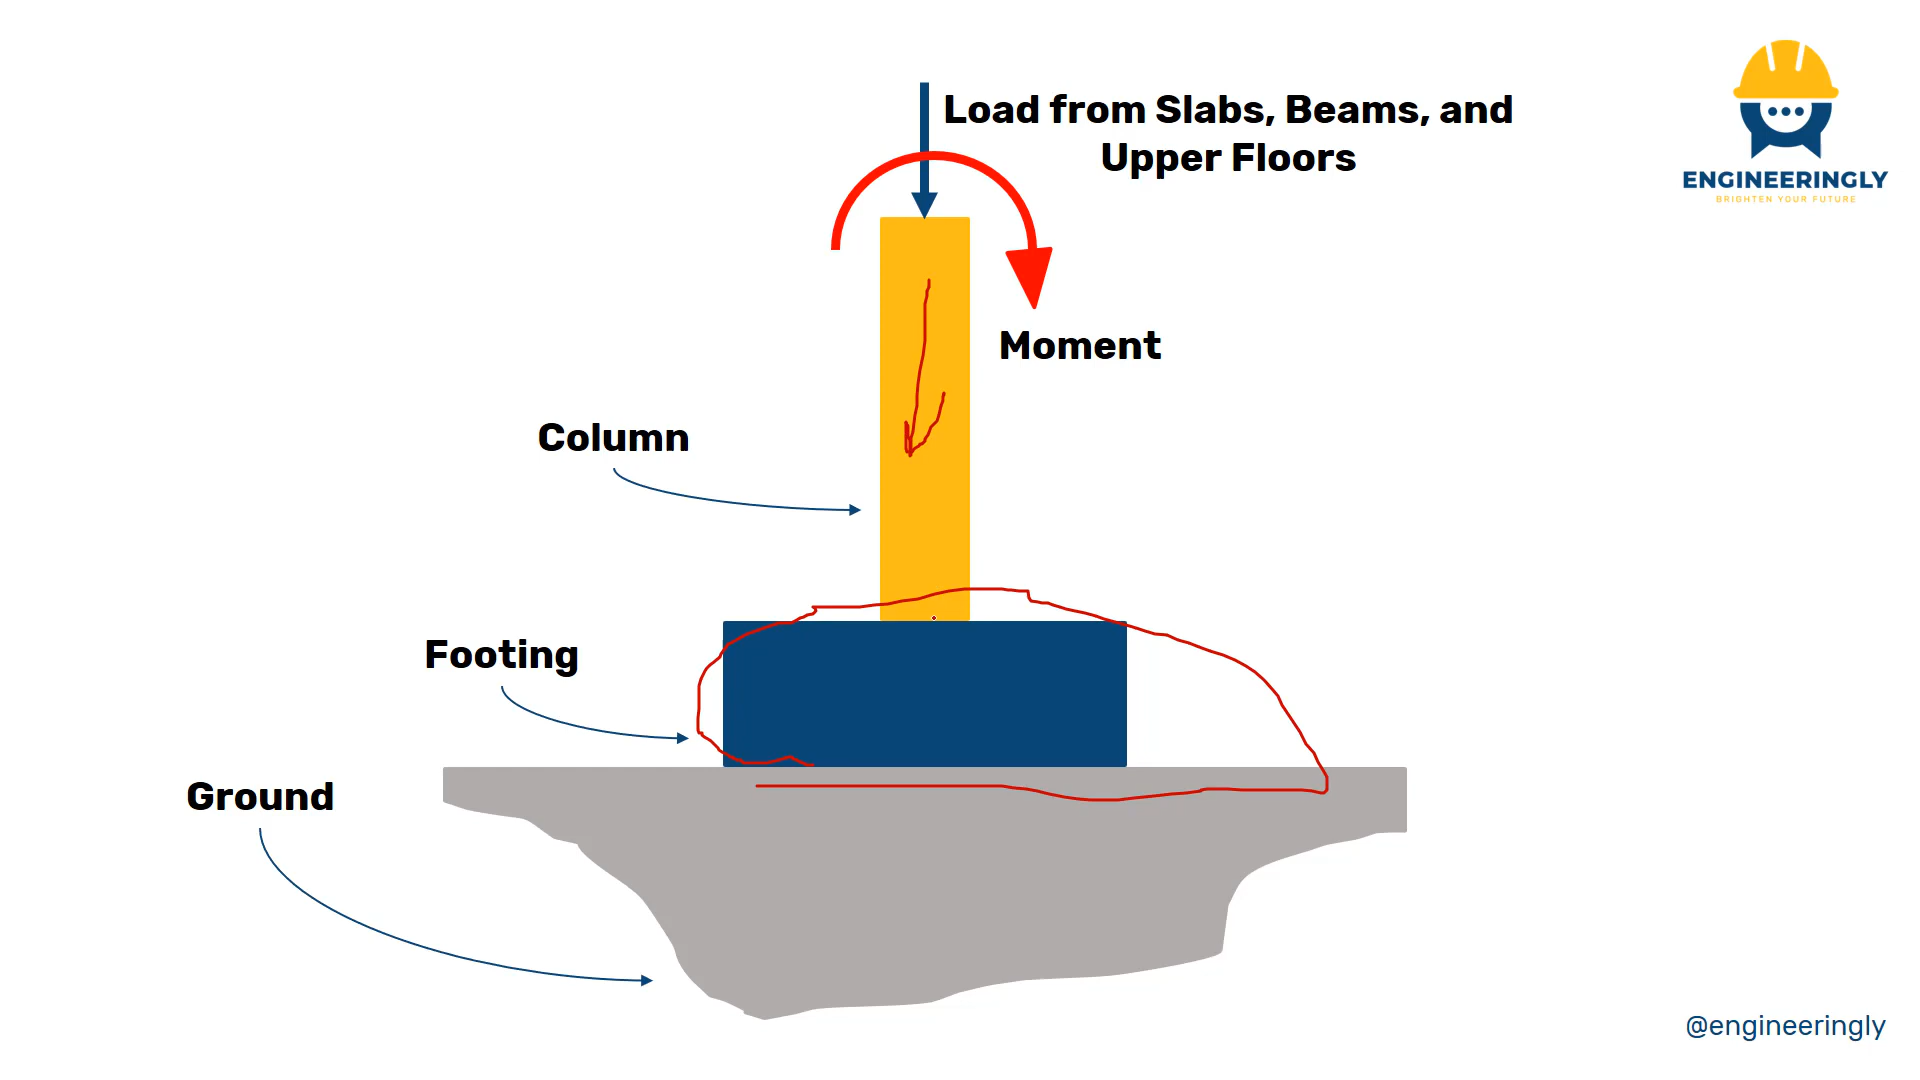 Load from Slabs, Beams, and
Upper Floors
ENGINEERINGLY
BRIGHTEN YOUR FUTURE
Moment
Column
Footing
Ground
@engineeringly